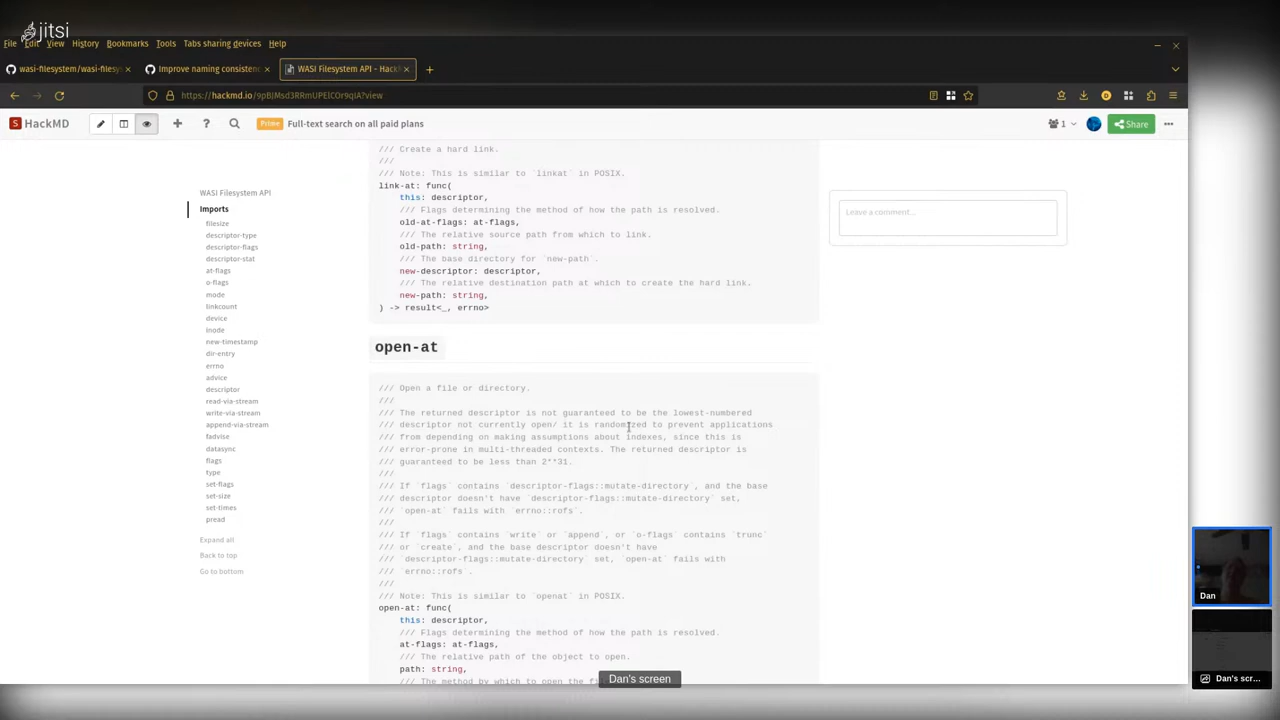 jitsi
File Edit View History Bookmarks Tools Tabs sharing devices Help
wasi-filesystem/wasi-filesy
Improve naming consistenc
WASI Filesystem API - Hack
https://hackmd.io/9pBJMsd3RRmUPElCOr9qIA?view
HackMD
Prime Full-text search on all paid plans
1
Share
WASI Filesystem API
Imports
filesize
descriptor-type
descriptor-flags
descriptor-stat
at-flags
o-flags
mode
linkcount
device
inode
new-timestamp
dir-entry
errno
advice
descriptor
read-via-stream
write-via-stream
append-via-stream
fadvise
datasync
flags
type
set-flags
set-size
set-times
pread
Expand all
Back to top
Go to bottom
/// Create a hard link.
///
/// Note: This is similar to `linkat` in POSIX.
link-at: func(
this: descriptor,
/// Flags determining the method of how the path is resolved.
old-at-flags: at-flags,
/// The relative source path from which to link.
old-path: string,
/// The base directory for `new-path`.
new-descriptor: descriptor,
/// The relative destination path at which to create the hard link.
new-path: string,
) -> result<_, errno>
open-at
/// Open a file or directory.
///
/// The returned descriptor is not guaranteed to be the lowest-numbered
/// descriptor not currently open/ it is randomized to prevent applications
/// from depending on making assumptions about indexes, since this is
/// error-prone in multi-threaded contexts. The returned descriptor is
/// guaranteed to be less than 2**31.
///
/// If `flags` contains `descriptor-flags::mutate-directory`, and the base
/// descriptor doesn't have `descriptor-flags::mutate-directory` set,
/// `open-at` fails with `errno::rofs`.
///
/// If `flags` contains `write` or `append`, or `o-flags` contains `trunc`
/// or `create`, and the base descriptor doesn't have
/// `descriptor-flags::mutate-directory` set, `open-at` fails with
/// `errno::rofs`.
///
/// Note: This is similar to `openat` in POSIX.
open-at: func(
this: descriptor,
/// Flags determining the method of how the path is resolved.
at-flags: at-flags,
/// The relative path of the object to open.
path: string,
/// The method by which to open the fi
Leave a comment...
Dan
Dan's scr...
Dan's screen